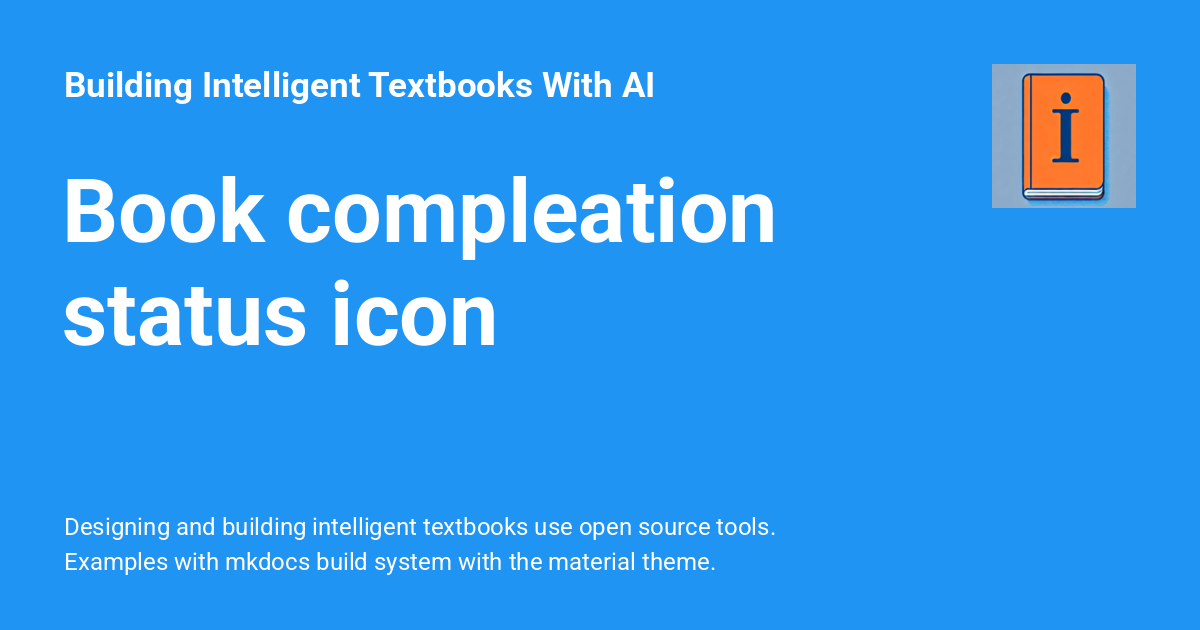 Building Intelligent Textbooks With AI
i
Book compleation
status icon
Designing and building intelligent textbooks use open source tools.
Examples with mkdocs build system with the material theme.